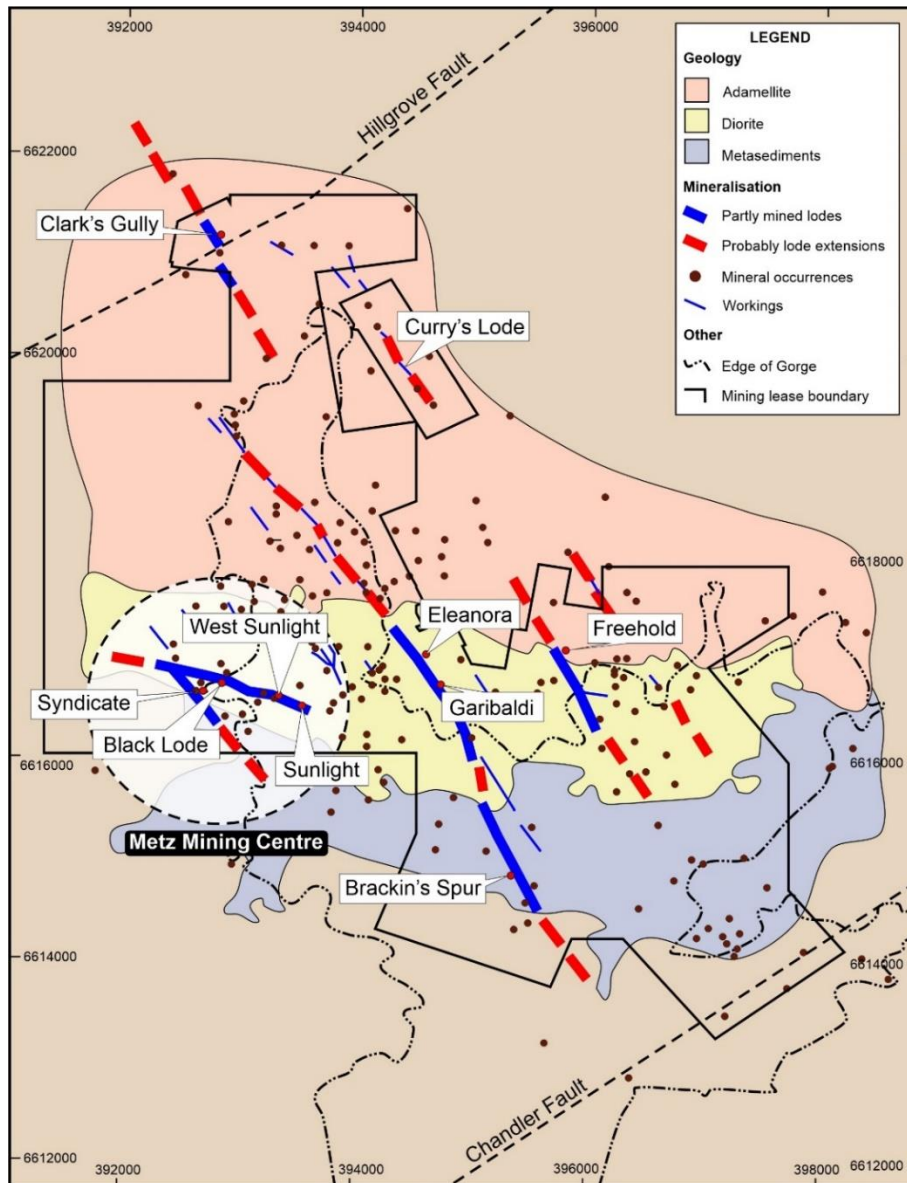 392000
394000
396000
LEGEND
Geology
Adamellite
Diorite
Metasediments
Mineralisation
Partly mined lodes
Probably lode extensions
Mineral occurrences
Workings
Other
Edge of Gorge
Mining lease boundary
Hillgrove Fault
6622000
Clark's Gully
6620000
Curry's Lode
6618000
Eleanora
West Sunlight
Freehold
Syndicate
Garibaldi
Black Lode
Sunlight
6616000
6616000
Metz Mining Centre
Brackin's Spur
6614000
6614000
Chandler Fault
6612000
6612000
392000
394000
396000
398000